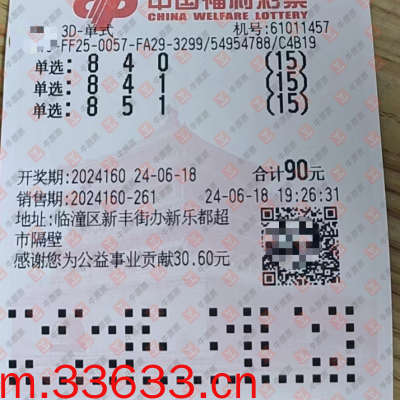 中国福利彩票
CHINA WELFARE LOTTERY
3D-单式 机号:61011457
FF25-0057-FA29-3299/54954788/C4B19
单选: 8 4 0 (15)
单选: 8 4 1 (15)
单选: 8 5 1 (15)
开奖期:2024160 24-06-18 合计90元
销售期:2024160-261 24-06-18 19:26:31
地址:临潼区新丰街办新乐都超
市隔壁
感谢您为公益事业贡献30.60元
m.33633.cn